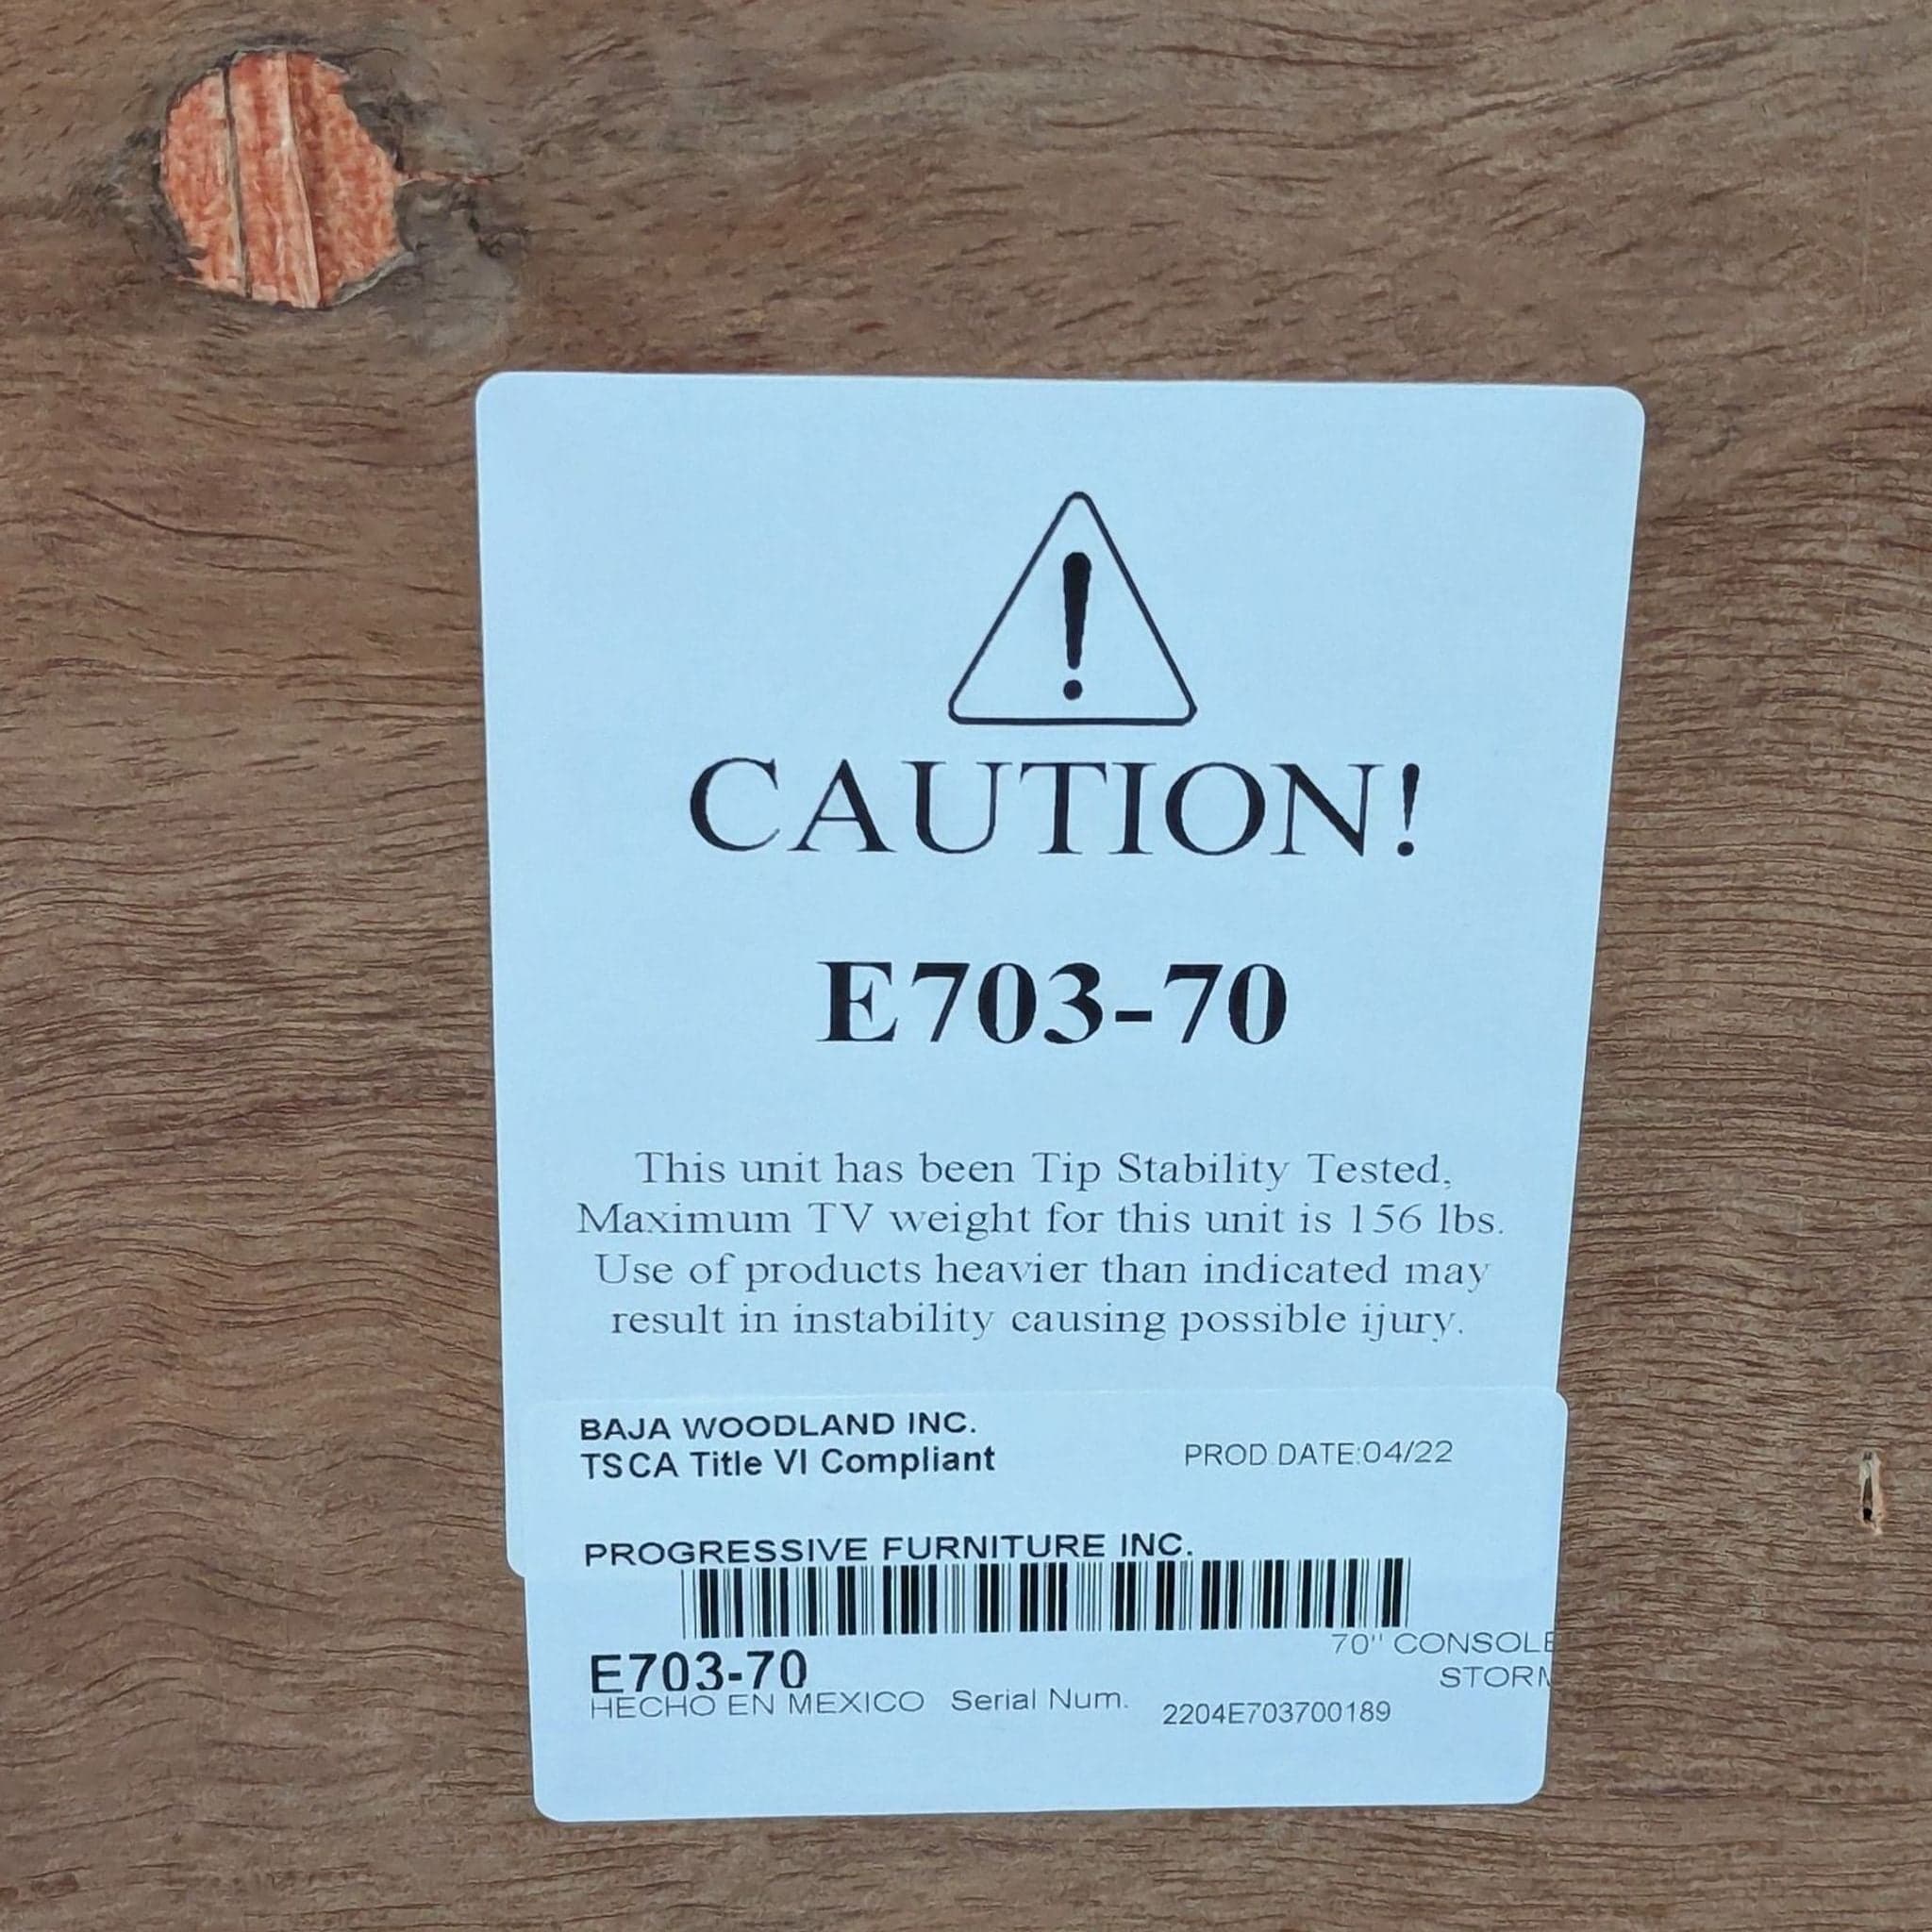 CAUTION!
E703-70
This unit has been Tip Stability Tested,
Maximum TV weight for this unit is 156 lbs.
Use of products heavier than indicated may
result in instability causing possible ijury.
BAJA WOODLAND INC.
TSCA Title VI Compliant
PROD.DATE:04/22
PROGRESSIVE FURNITURE INC.
70" CONSOLE
STORM
E703-70
HECHO EN MEXICO Serial Num. 2204E703700189